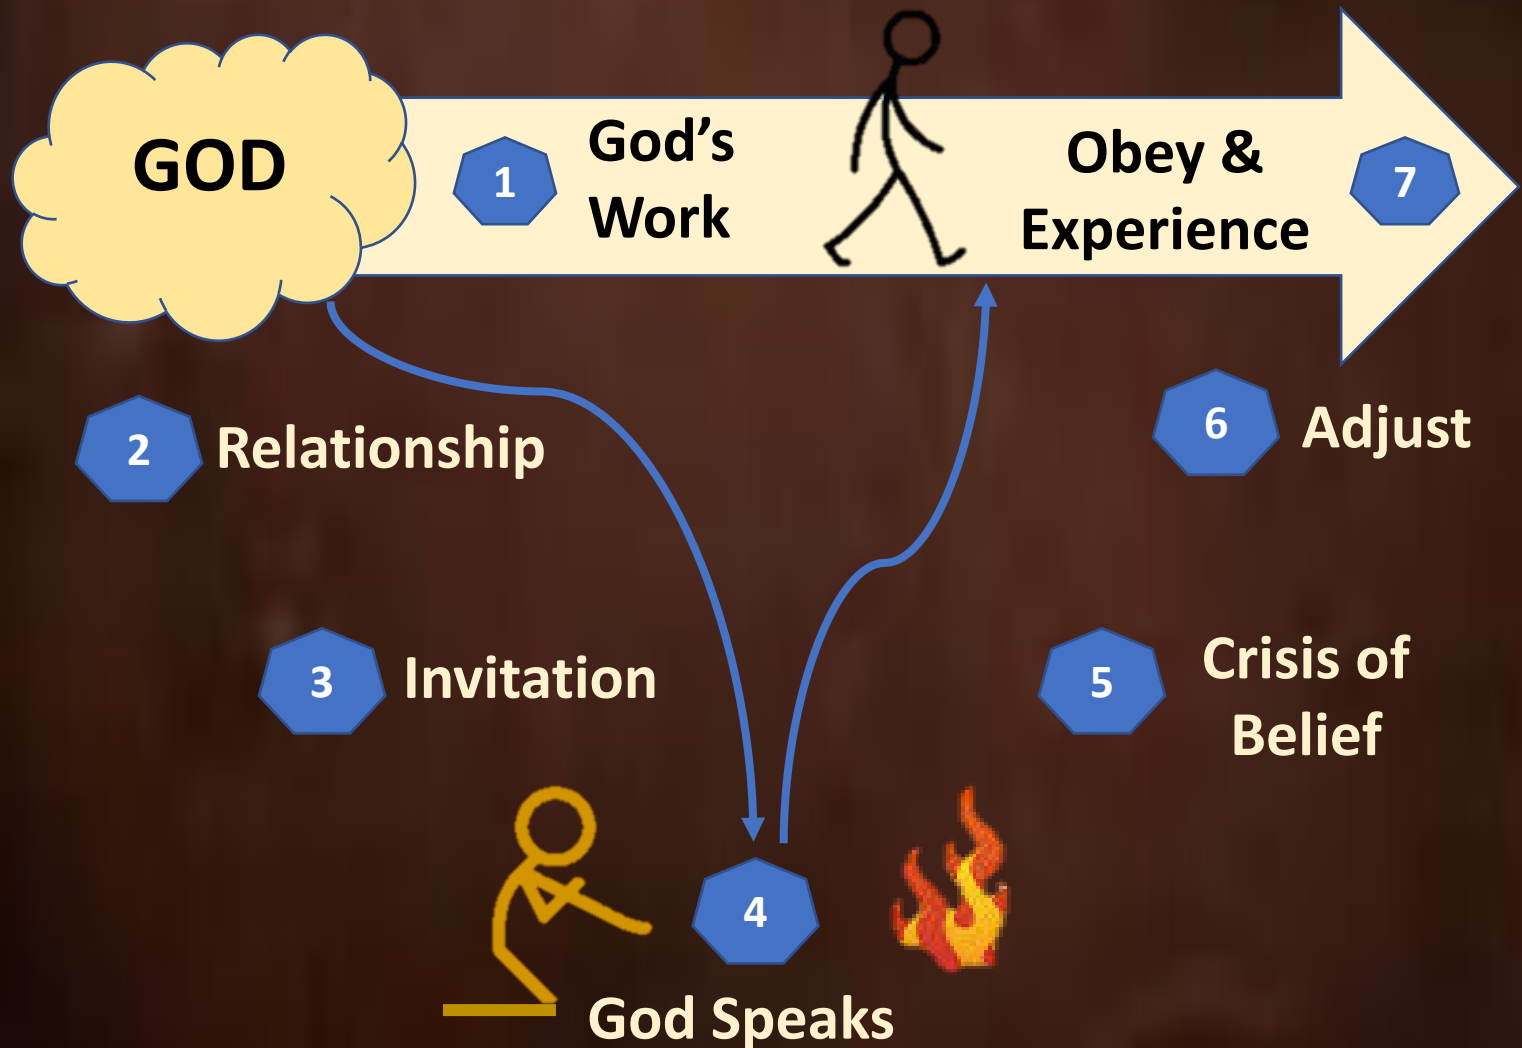 GOD
1
God's
Work
Obey &
Experience
7
2
Relationship
6
Adjust
3
Invitation
5
Crisis of
Belief
4
God Speaks